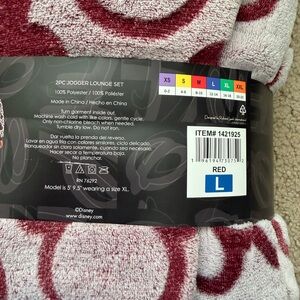 2PC JOGGER LOUNGE SET
100% Polyester / 100% Poliéster
Made in China / Hecho en China
Turn garment inside out.
Machine wash cold with like colors, gentle cycle.
Only non-chlorine bleach when needed.
Tumble dry low. Do not iron.
Dar vuelta la prenda del reverso.
Lavar en agua fría con colores similares, ciclo delicado.
Blanqueador sin cloro solamente cuando sea necesario.
Secar a temperatura baja.
No planchar.
RN 76292
Model is 5' 9.5" wearing a size XL.
©Disney
www.disney.com
XS S M L XL XXL
ITEM# 1421925
RED
L